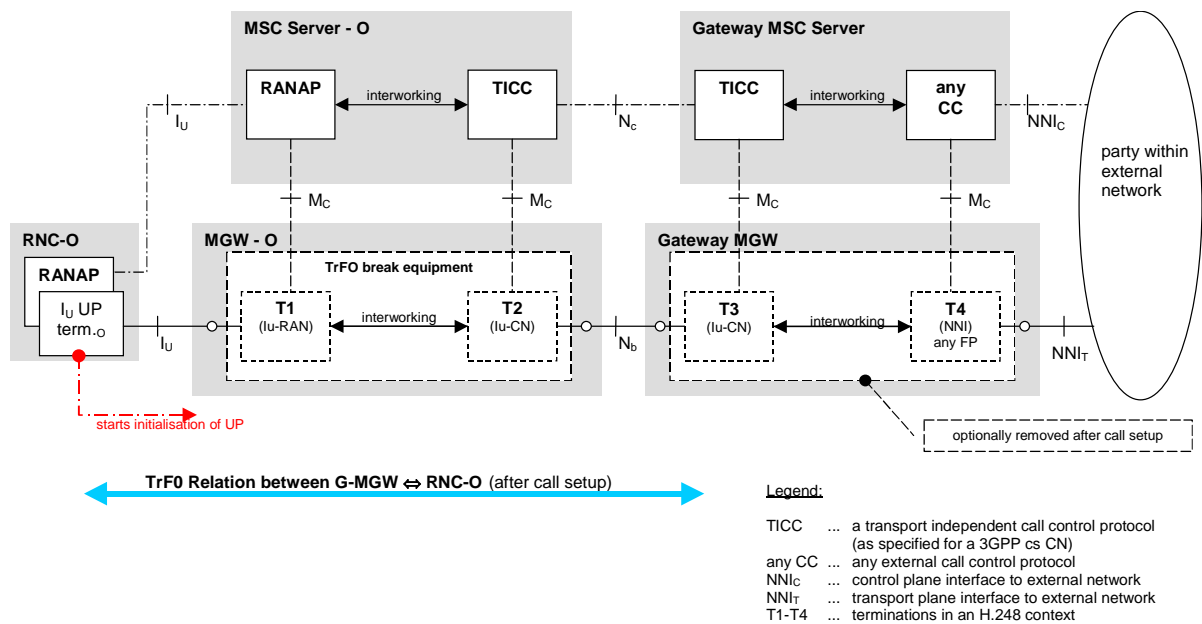 MSC Server - O
Gateway MSC Server
RANAP
interworking
TICC
TICC
interworking
any
CC
IU
Nc
NNIC
party within
external
network
MC
MC
MC
MC
RNC-O
MGW - O
Gateway MGW
RANAP
TrFO break equipment
IU UP
term.O
T1
(Iu-RAN)
interworking
T2
(Iu-CN)
T3
(Iu-CN)
interworking
T4
(NNI)
any FP
IU
Nb
NNIT
starts initialisation of UP
optionally removed after call setup
TrF0 Relation between G-MGW ⇔ RNC-O (after call setup)
Legend:
TICC ... a transport independent call control protocol
(as specified for a 3GPP cs CN)
any CC ... any external call control protocol
NNIC ... control plane interface to external network
NNIT ... transport plane interface to external network
T1-T4 ... terminations in an H.248 context